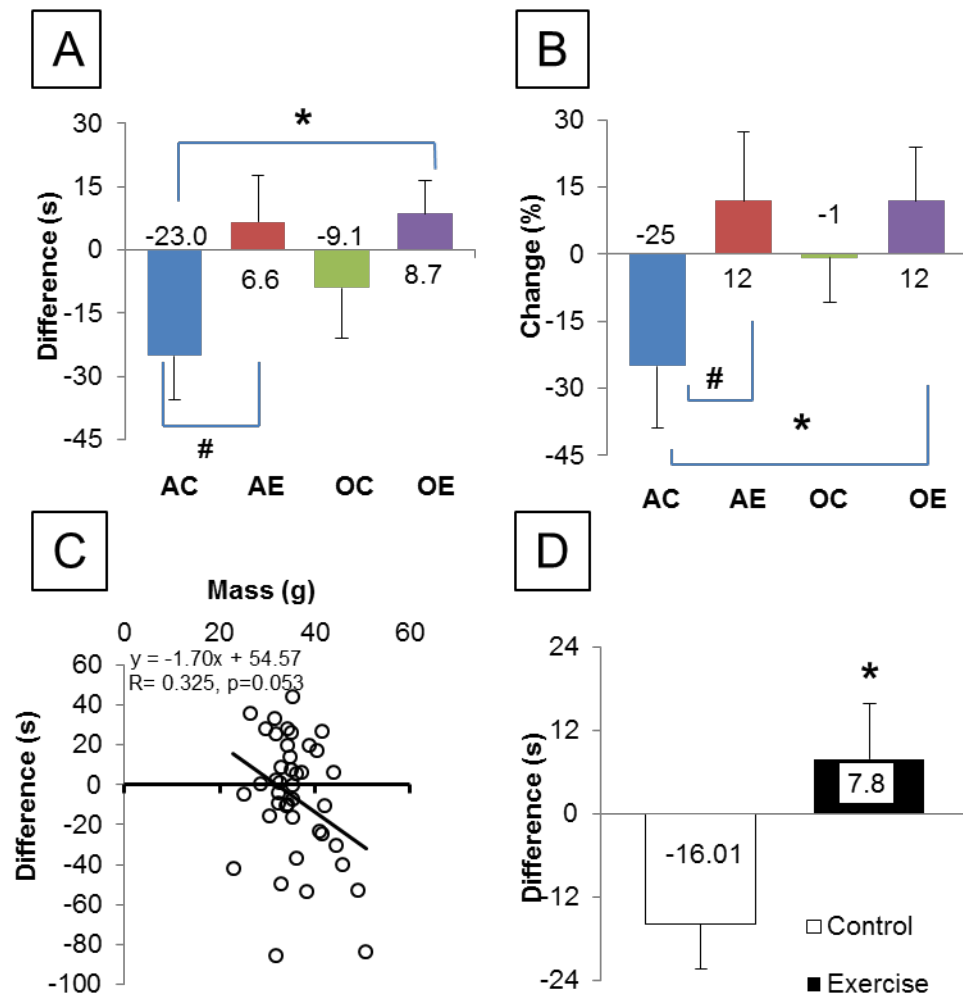 A
B
*
30
15
0
-15
-30
-45
Difference (s)
-23.0
6.6
-9.1
8.7
#
AC
AE
OC
OE
30
15
0
-15
-30
-45
Change (%)
-25
12
-1
12
#
*
AC
AE
OC
OE
C
D
Mass (g)
0
20
40
60
y = -1.70x + 54.57
R= 0.325, p=0.053
60
40
20
0
-20
-40
-60
-80
-100
Difference (s)
24
12
0
-12
-24
Difference (s)
*
7.8
-16.01
Control
Exercise